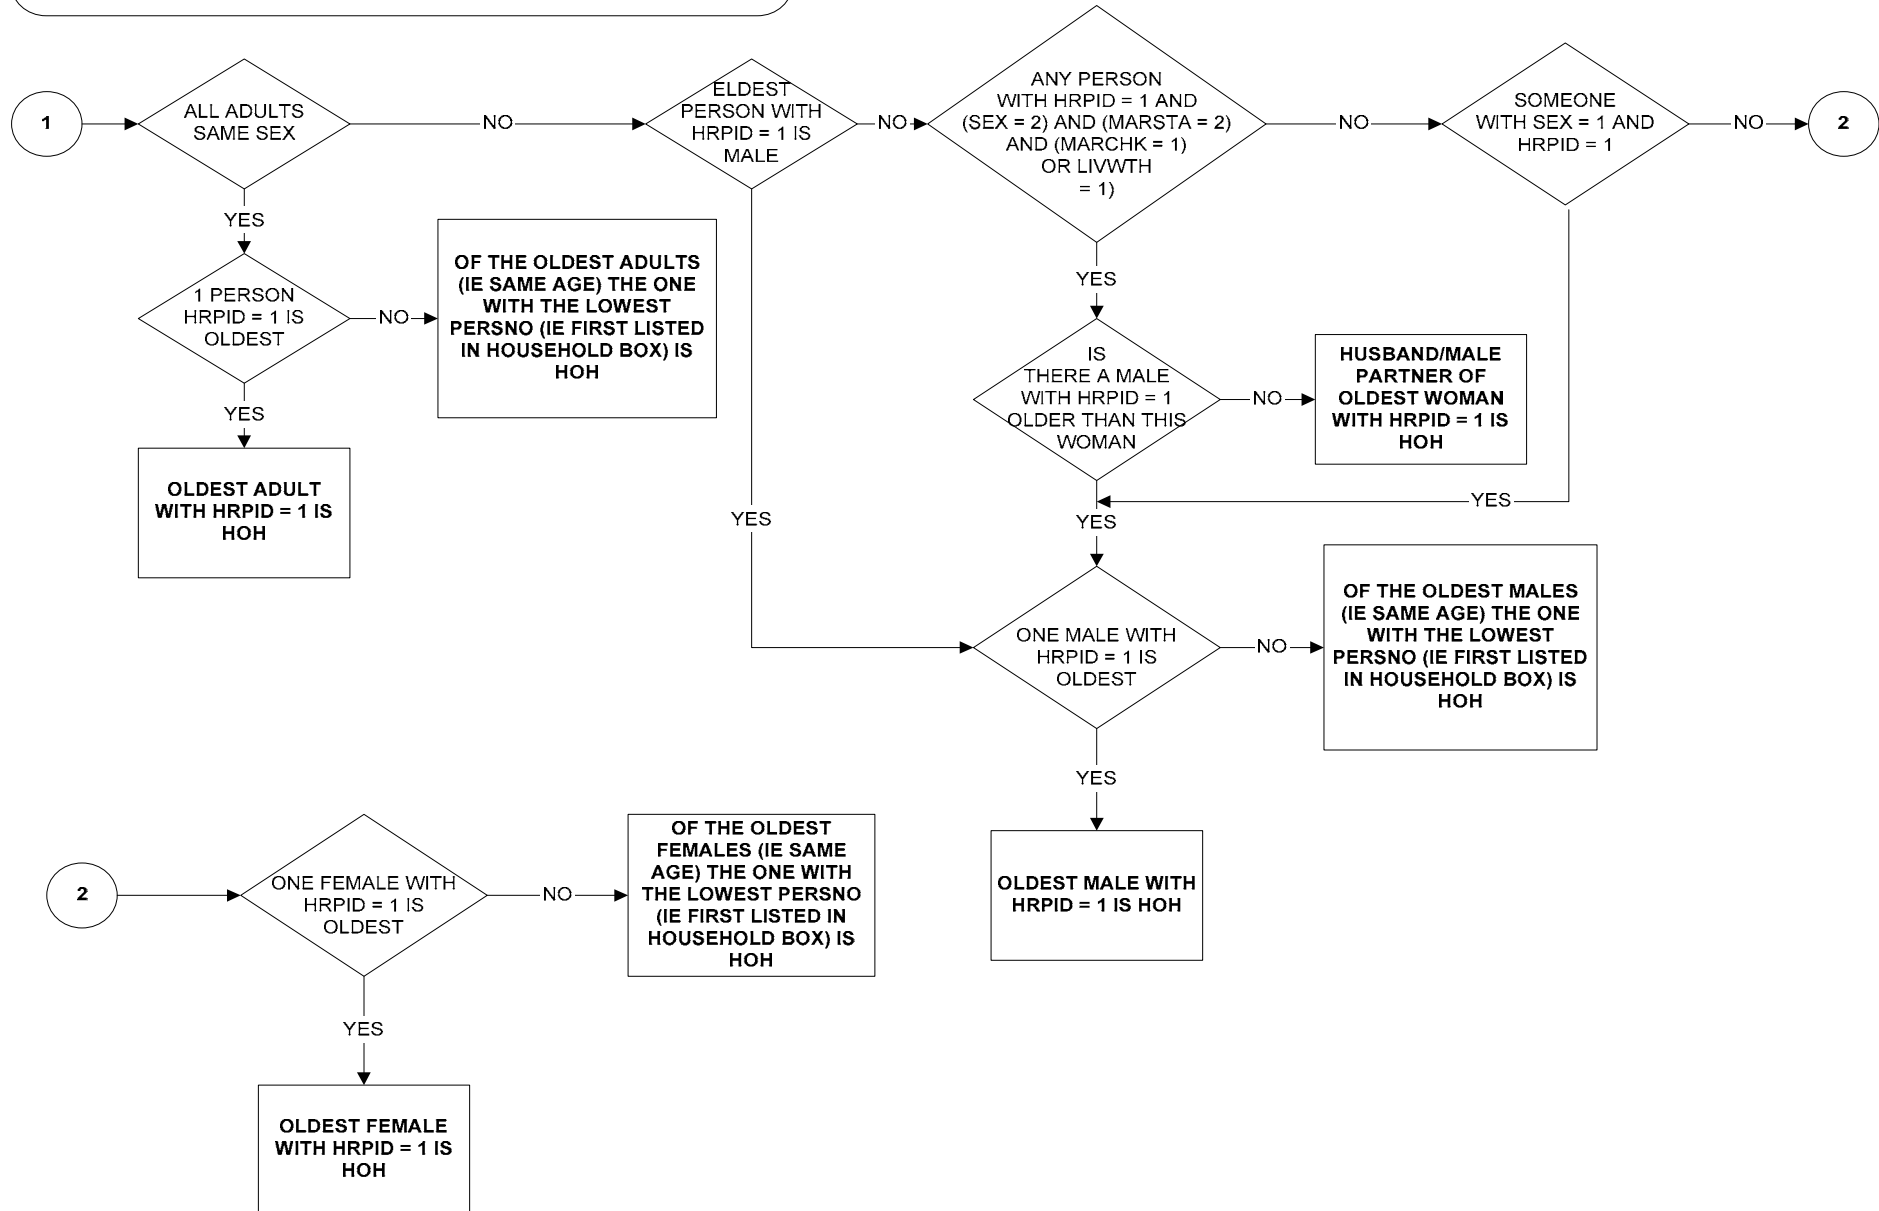 1
ALL ADULTS
SAME SEX
NO
ELDEST
PERSON WITH
HRPID = 1 IS
MALE
NO
ANY PERSON
WITH HRPID = 1 AND
(SEX = 2) AND (MARSTA = 2)
AND (MARCHK = 1)
OR LIVWTH
= 1)
NO
SOMEONE
WITH SEX = 1 AND
HRPID = 1
NO
2
YES
1 PERSON
HRPID = 1 IS
OLDEST
NO
OF THE OLDEST ADULTS
(IE SAME AGE) THE ONE
WITH THE LOWEST
PERSNO (IE FIRST LISTED
IN HOUSEHOLD BOX) IS
HOH
YES
OLDEST ADULT
WITH HRPID = 1 IS
HOH
YES
YES
IS
THERE A MALE
WITH HRPID = 1
OLDER THAN THIS
WOMAN
NO
HUSBAND/MALE
PARTNER OF
OLDEST WOMAN
WITH HRPID = 1 IS
HOH
YES
YES
ONE MALE WITH
HRPID = 1 IS
OLDEST
NO
OF THE OLDEST MALES
(IE SAME AGE) THE ONE
WITH THE LOWEST
PERSNO (IE FIRST LISTED
IN HOUSEHOLD BOX) IS
HOH
YES
OLDEST MALE WITH
HRPID = 1 IS HOH
2
ONE FEMALE WITH
HRPID = 1 IS
OLDEST
NO
OF THE OLDEST
FEMALES (IE SAME
AGE) THE ONE WITH
THE LOWEST PERSNO
(IE FIRST LISTED IN
HOUSEHOLD BOX) IS
HOH
YES
OLDEST FEMALE
WITH HRPID = 1 IS
HOH